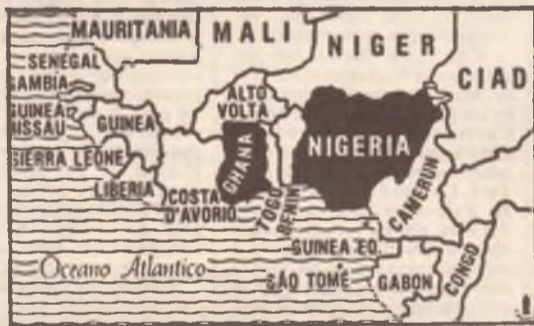 MAURITANIA
MALI
NIGER
CIAD
SENEGAL
GAMBIA
GUINEA
BISSAU
GUINEA
ALTO
VOLTA
SIERRA LEONE
LIBERIA
COSTA
D'AVORIO
GHANA
TOGO
BENIN
NIGERIA
CAMERUN
GUINEA EQ.
Oceano Atlantico
SÃO TOMÉ
GABON
CONGO